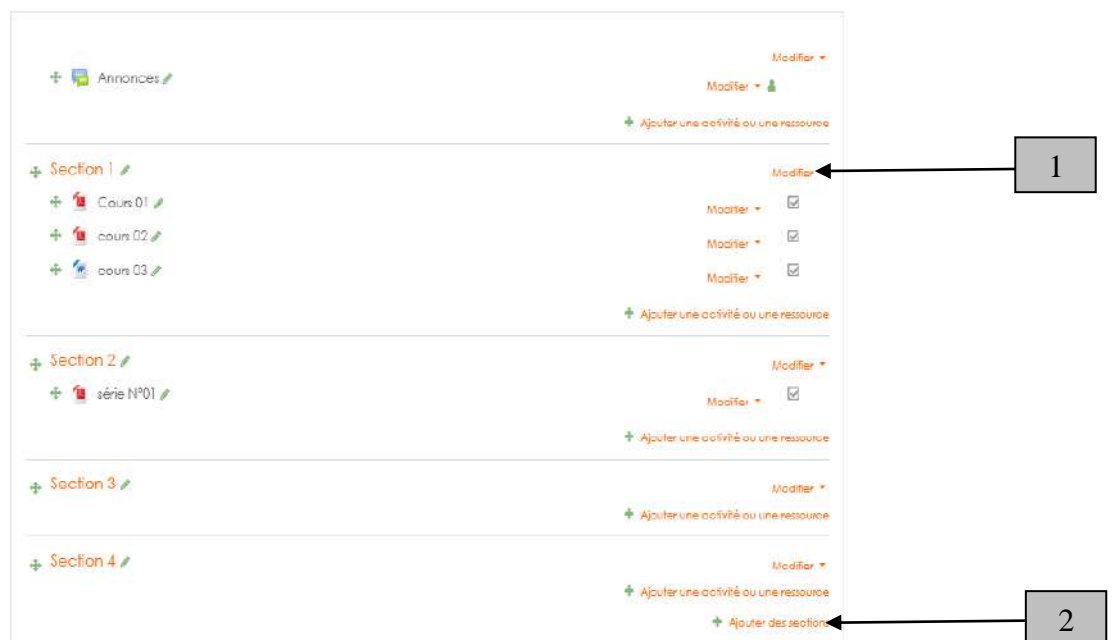 Modifier
Annonces
Modifier
Ajouter une activité ou une ressource
Section 1
Modifier
1
Cours 01
Modifier
cours 02
Modifier
cours 03
Modifier
Ajouter une activité ou une ressource
Section 2
Modifier
série N°01
Modifier
Ajouter une activité ou une ressource
Section 3
Modifier
Ajouter une activité ou une ressource
Section 4
Modifier
Ajouter une activité ou une ressource
Ajouter des sections
2